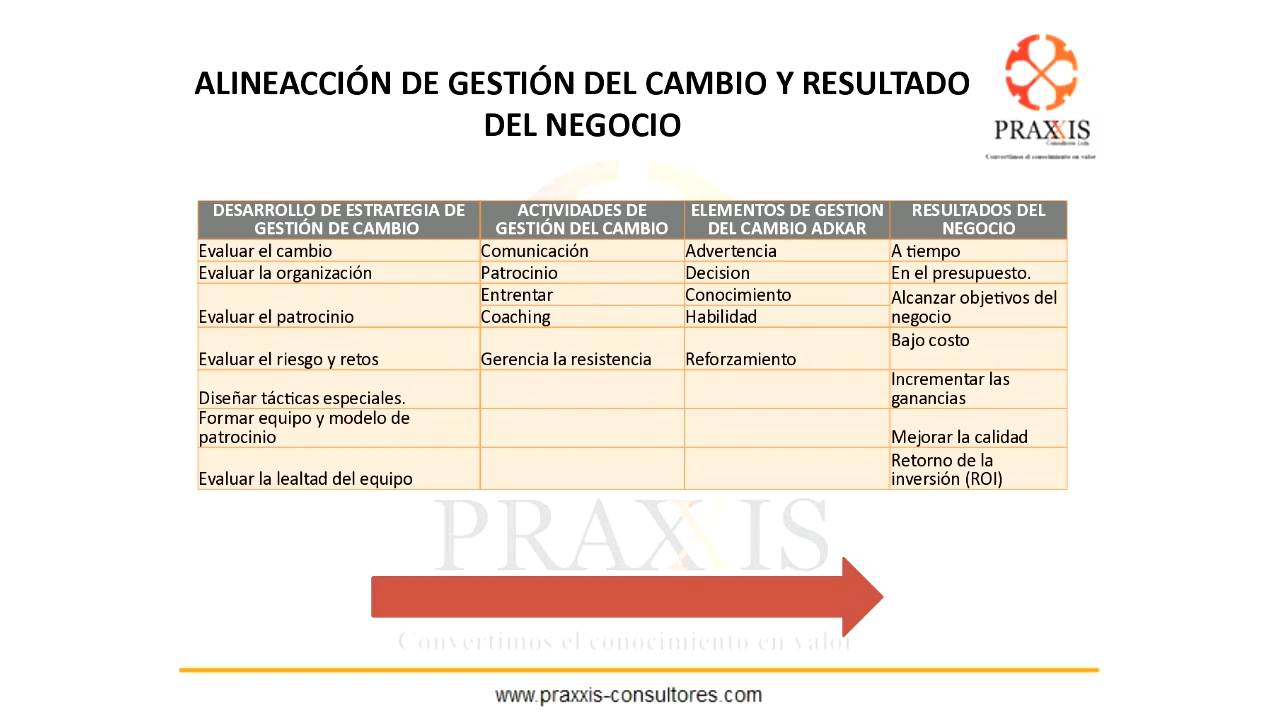 ALINEACCIÓN DE GESTIÓN DEL CAMBIO Y RESULTADO
DEL NEGOCIO
PRAXXIS
Consultores Ltda.
Convertimos el conocimiento en valor
DESARROLLO DE ESTRATEGIA DE
GESTIÓN DE CAMBIO
ACTIVIDADES DE
GESTIÓN DEL CAMBIO
ELEMENTOS DE GESTION
DEL CAMBIO ADKAR
RESULTADOS DEL
NEGOCIO
Evaluar el cambio
Comunicación
Advertencia
A tiempo
Evaluar la organización
Patrocinio
Decision
En el presupuesto.
Evaluar el patrocinio
Entrentar
Conocimiento
Alcanzar objetivos del
negocio
Coaching
Habilidad
Evaluar el riesgo y retos
Gerencia la resistencia
Reforzamiento
Bajo costo
Diseñar tácticas especiales.
Incrementar las
ganancias
Formar equipo y modelo de
patrocinio
Mejorar la calidad
Evaluar la lealtad del equipo
Retorno de la
inversión (ROI)
PRAXXIS
Convertimos el conocimiento en valor
www.praxxis-consultores.com